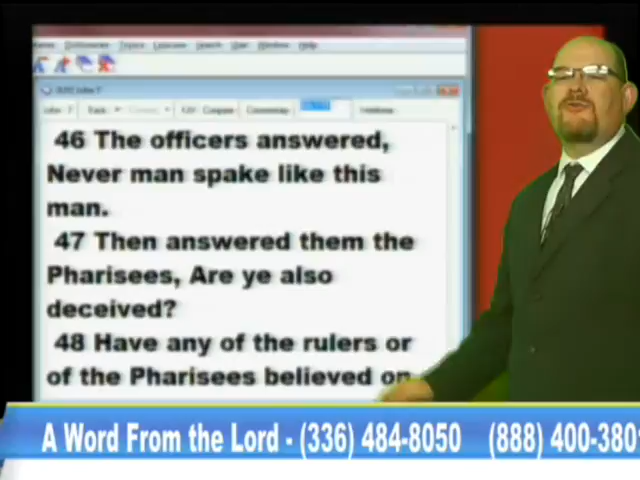 Help
46 The officers answered,
Never man spake like this
man.
47 Then answered them the
Pharisees, Are ye also
deceived?
48 Have any of the rulers or
of the Pharisees believed on
A Word From the Lord - (336) 484-8050 (888) 400-3801